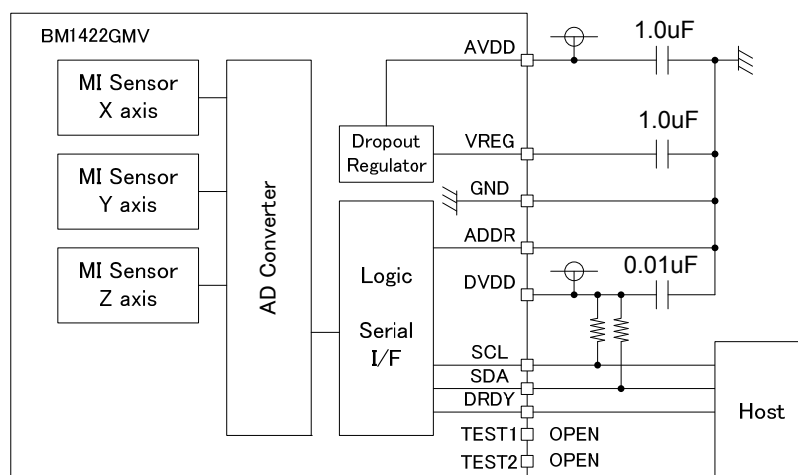 BM1422GMV
MI Sensor
X axis
MI Sensor
Y axis
MI Sensor
Z axis
AD Converter
Dropout
Regulator
Logic
Serial
I/F
AVDD
1.0uF
VREG
1.0uF
GND
ADDR
DVDD
0.01uF
SCL
SDA
DRDY
TEST1 OPEN
TEST2 OPEN
Host